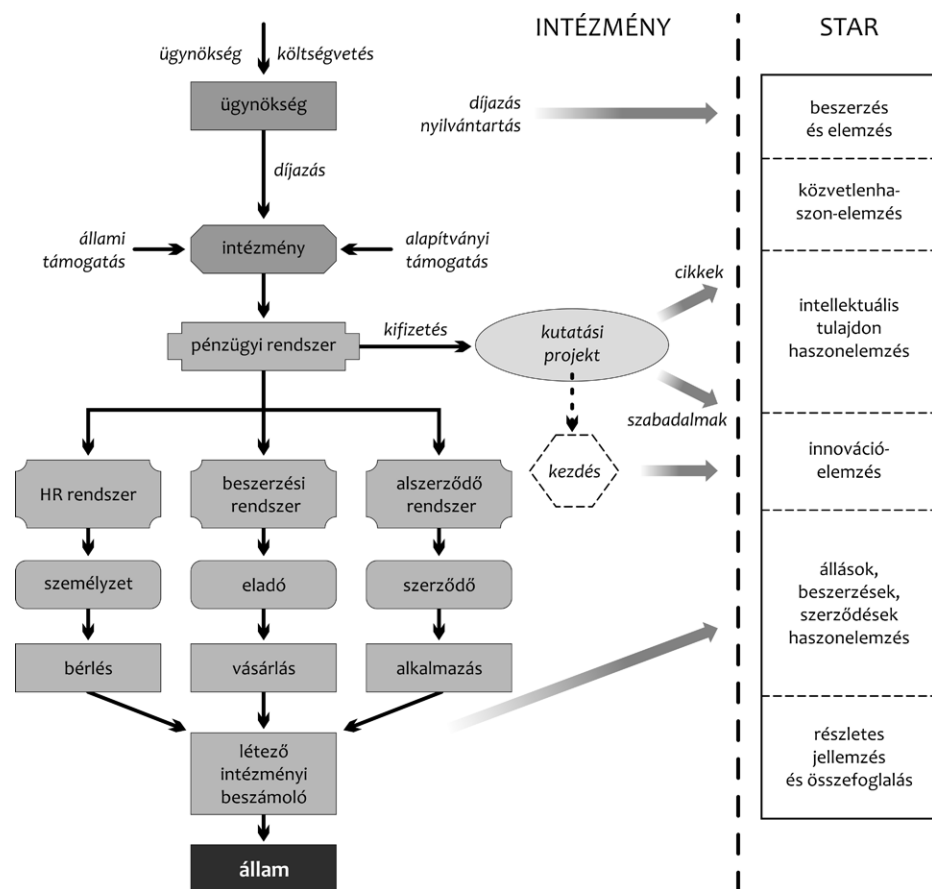 INTÉZMÉNY
STAR
ügynökség
költségvetés
ügynökség
díjazás
nyilvántartás
beszerzés
és elemzés
díjazás
közvetlenha-
szon-elemzés
állami
támogatás
intézmény
alapítványi
támogatás
cikkek
pénzügyi rendszer
kifizetés
kutatási
projekt
intellektuális
tulajdon
haszonelemzés
szabadalmak
HR rendszer
beszerzési
rendszer
alszerződő
rendszer
kezdés
innováció-
elemzés
személyzet
eladó
szerződő
állások,
beszerzések,
szerződések
haszonelemzés
bérlés
vásárlás
alkalmazás
létező
intézményi
beszámoló
részletes
jellemzés
és összefoglalás
állam